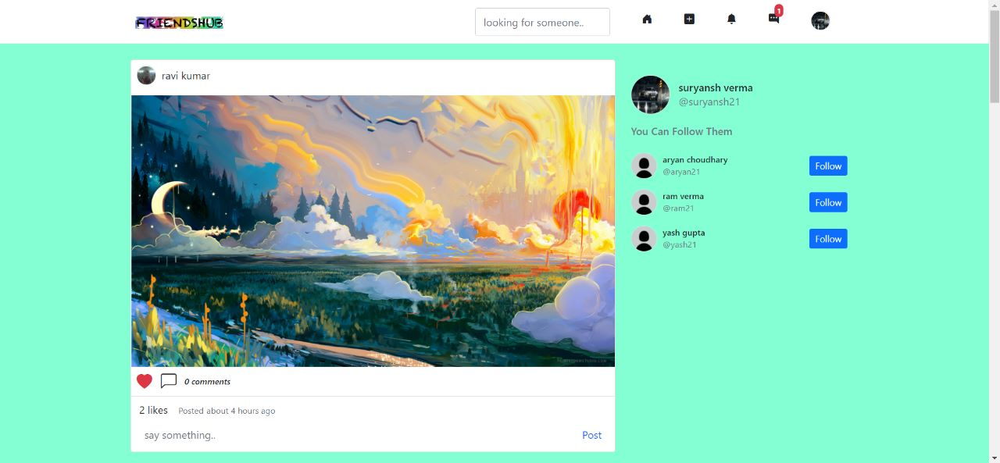 FRIENDSHUB
looking for someone..
1
ravi kumar
suryansh verma
@suryansh21
You Can Follow Them
aryan choudhary
@aryan21
Follow
ram verma
@ram21
Follow
yash gupta
@yash21
Follow
0 comments
2 likes Posted about 4 hours ago
say something.. Post